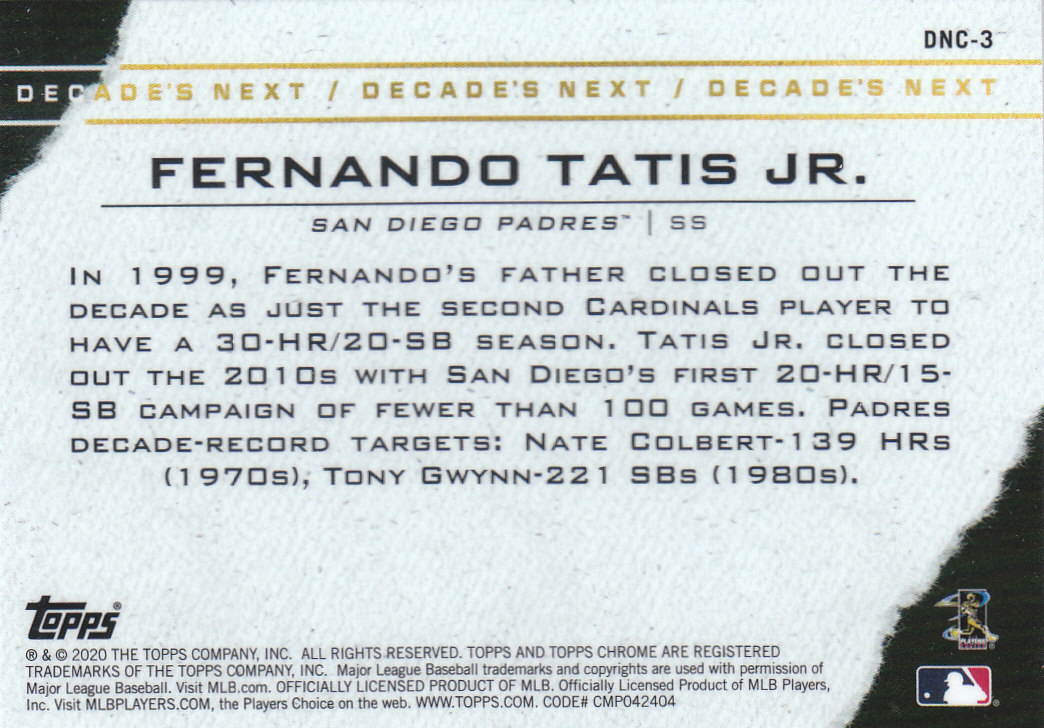 DNC-3
DECADE'S NEXT / DECADE'S NEXT / DECADE'S NEXT
FERNANDO TATIS JR.
SAN DIEGO PADRES™ | SS
IN 1999, FERNANDO'S FATHER CLOSED OUT THE
DECADE AS JUST THE SECOND CARDINALS PLAYER TO
HAVE A 30-HR/20-SB SEASON. TATIS JR. CLOSED
OUT THE 2010S WITH SAN DIEGO'S FIRST 20-HR/15-
SB CAMPAIGN OF FEWER THAN 100 GAMES. PADRES
DECADE-RECORD TARGETS: NATE COLBERT-139 HRS
(1970S); TONY GWYNN-221 SBS (1980S).
TOPPS®
® & © 2020 THE TOPPS COMPANY, INC. ALL RIGHTS RESERVED. TOPPS AND TOPPS CHROME ARE REGISTERED
TRADEMARKS OF THE TOPPS COMPANY, INC. Major League Baseball trademarks and copyrights are used with permission of
Major League Baseball. Visit MLB.com. OFFICIALLY LICENSED PRODUCT OF MLB. Officially Licensed Product of MLB Players,
Inc. Visit MLBPLAYERS.COM, the Players Choice on the web. WWW.TOPPS.COM. CODE# CMP042404